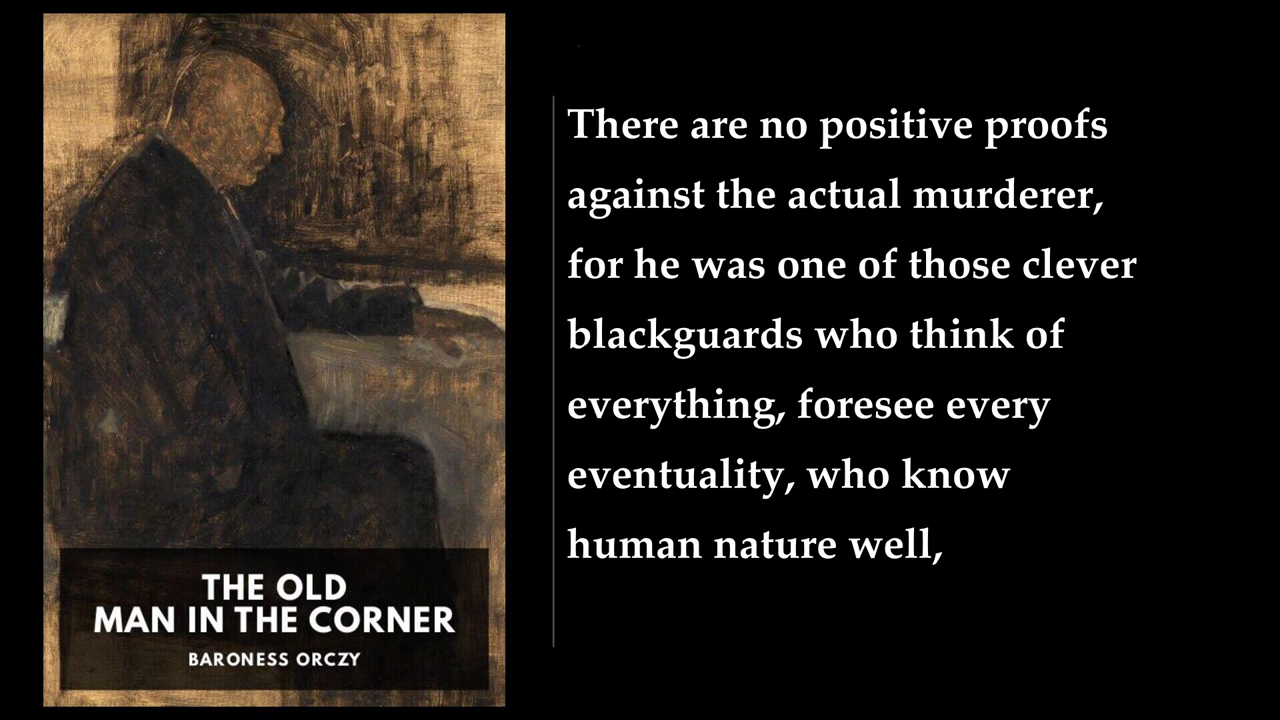 THE OLD
MAN IN THE CORNER
BARONESS ORCZY
There are no positive proofs
against the actual murderer,
for he was one of those clever
blackguards who think of
everything, foresee every
eventuality, who know
human nature well,